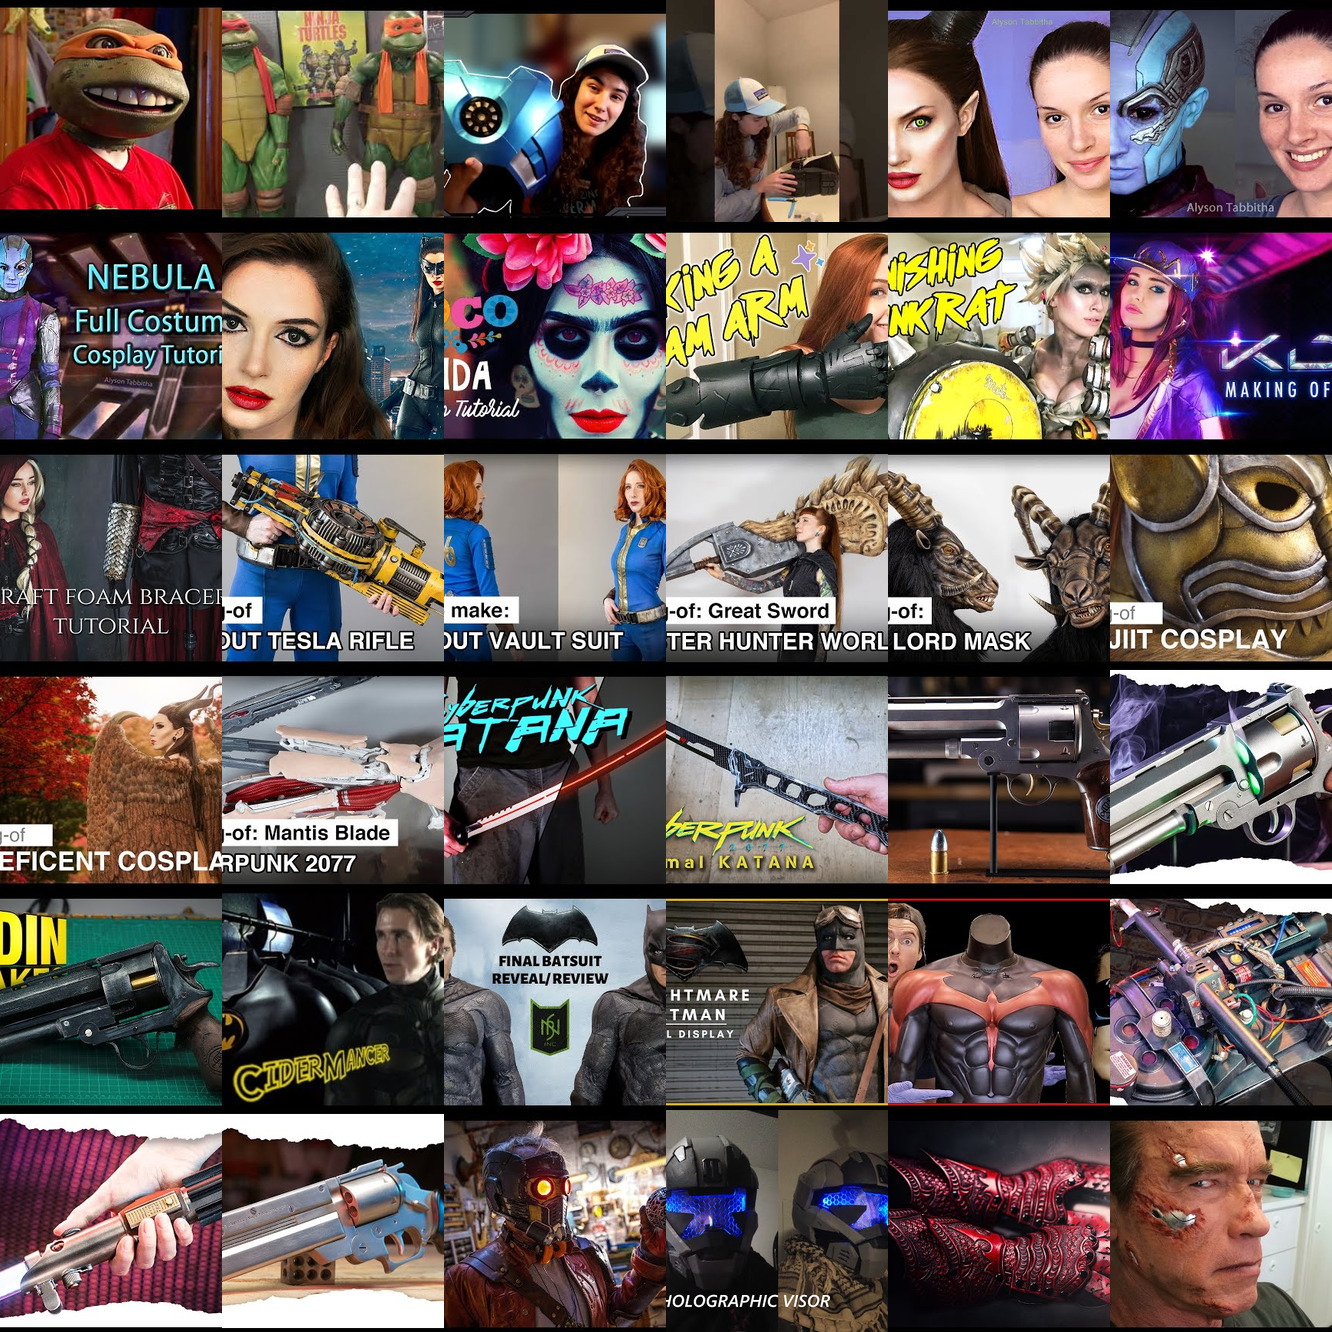 NINJA
TURTLES
Alyson Tabbitha
Alyson Tabbitha
NEBULA
Full Costum
Cosplay Tutori
Alyson Tabbitha
CO
IDA
Tutorial
KING A
AM ARM
NISHING
NKRAT
MAKING OF
RAFT FOAM BRACER
TUTORIAL
-of
OUT TESLA RIFLE
make:
OUT VAULT SUIT
-of: Great Sword
TER HUNTER WORL
-of:
LORD MASK
-of
JIIT COSPLAY
-of
EFICENT COSPLA
-of: Mantis Blade
RPUNK 2077
yberpunk
ATANA
berpunk
2077
mal KATANA
DIN
AKE
CIDERMANCER
FINAL BATSUIT
REVEAL/ REVIEW
INC
HTMARE
TMAN
L DISPLAY
HOLOGRAPHIC VISOR